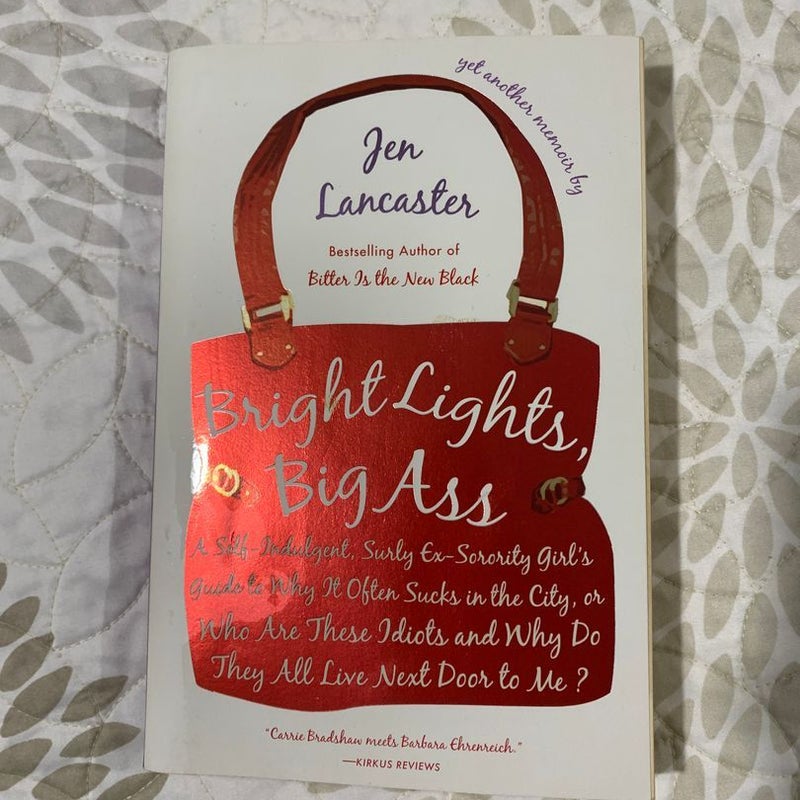 yet another memoir by
Jen
Lancaster
Bestselling Author of
Bitter Is the New Black
Bright Lights,
Big Ass
A Self-Indulgent, Surly Ex-Sorority Girl's
Guide to Why It Often Sucks in the City, or
Who Are These Idiots and Why Do
They All Live Next Door to Me ?
"Carrie Bradshaw meets Barbara Ehrenreich."
—KIRKUS REVIEWS